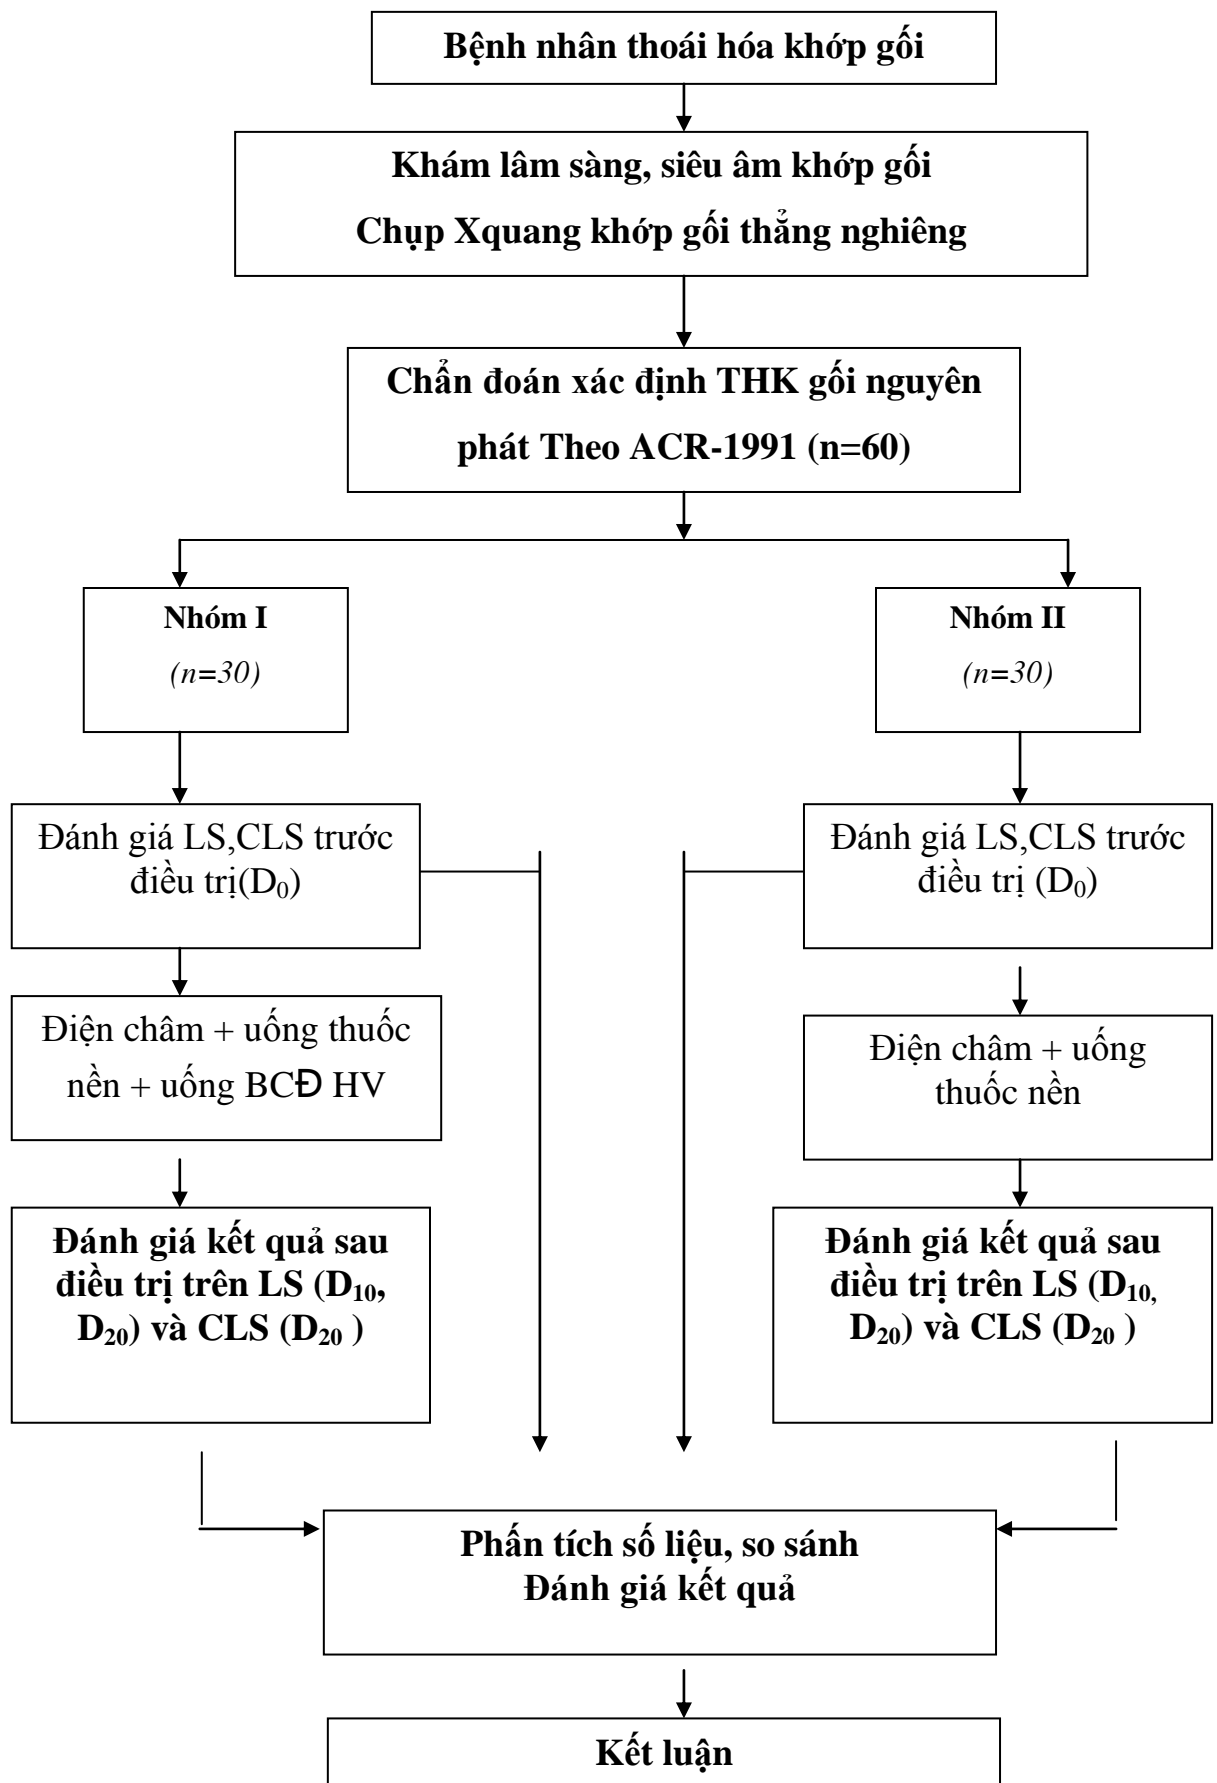 Bệnh nhân thoái hóa khớp gối
Khám lâm sàng, siêu âm khớp gối
Chụp Xquang khớp gối thẳng nghiêng
Chẩn đoán xác định THK gối nguyên
phát Theo ACR-1991 (n=60)
Nhóm I
(n=30)
Nhóm II
(n=30)
Đánh giá LS,CLS trước
điều trị(D₀)
Đánh giá LS,CLS trước
điều trị (D₀)
Điện châm + uống thuốc
nền + uống BCĐ HV
Điện châm + uống
thuốc nền
Đánh giá kết quả sau
điều trị trên LS (D₁₀,
D₂₀) và CLS (D₂₀ )
Đánh giá kết quả sau
điều trị trên LS (D₁₀,
D₂₀) và CLS (D₂₀ )
Phấn tích số liệu, so sánh
Đánh giá kết quả
Kết luận